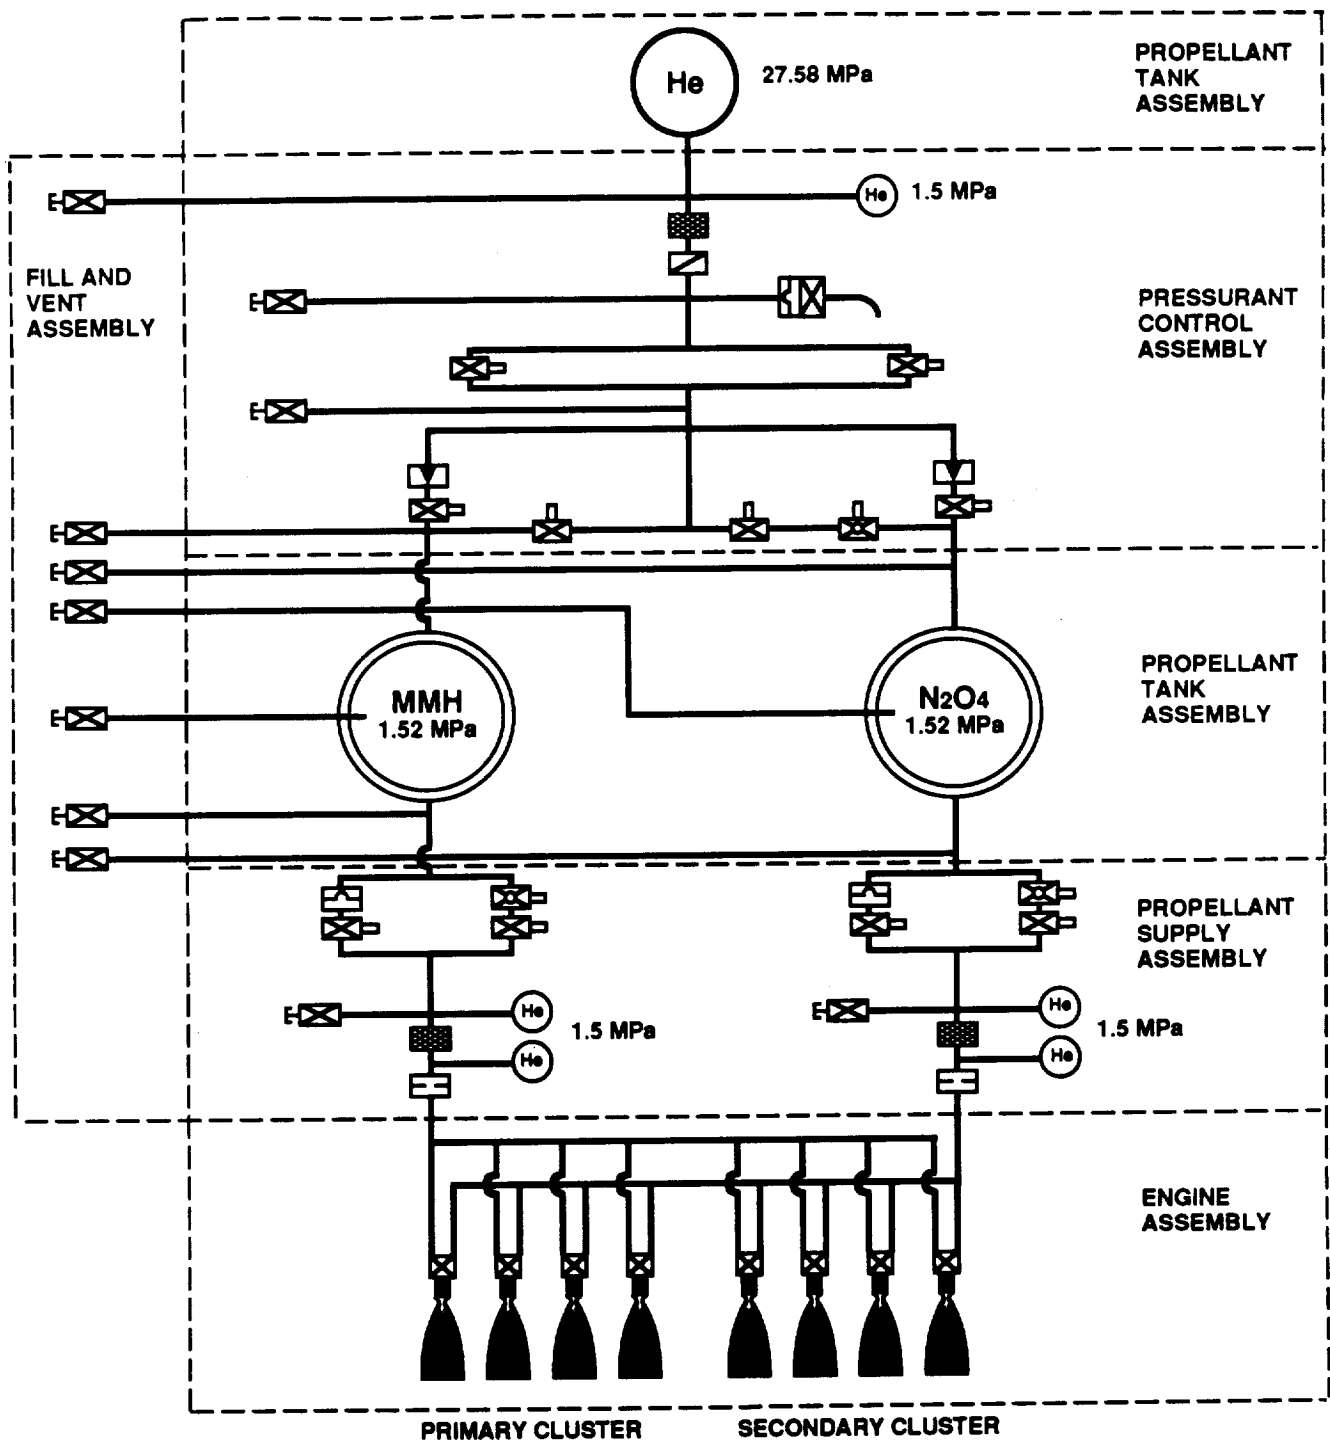 He
27.58 MPa
PROPELLANT
TANK
ASSEMBLY
He
1.5 MPa
FILL AND
VENT
ASSEMBLY
PRESSURANT
CONTROL
ASSEMBLY
MMH
1.52 MPa
N2O4
1.52 MPa
PROPELLANT
TANK
ASSEMBLY
PROPELLANT
SUPPLY
ASSEMBLY
He
1.5 MPa
He
He
1.5 MPa
He
ENGINE
ASSEMBLY
PRIMARY CLUSTER
SECONDARY CLUSTER